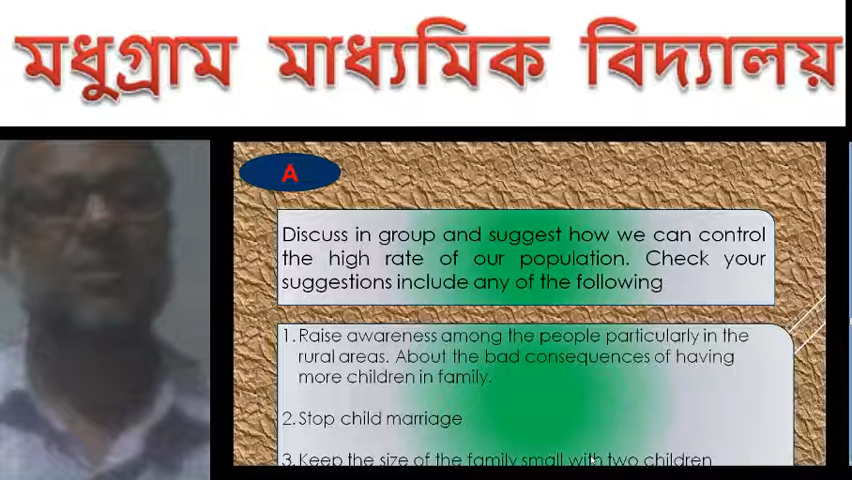 মধুগ্রাম মাধ্যমিক বিদ্যালয়
A
Discuss in group and suggest how we can control
the high rate of our population. Check your
suggestions include any of the following
1. Raise awareness among the people particularly in the
rural areas. About the bad consequences of having
more children in family.
2. Stop child marriage
3. Keep the size of the family small with two children